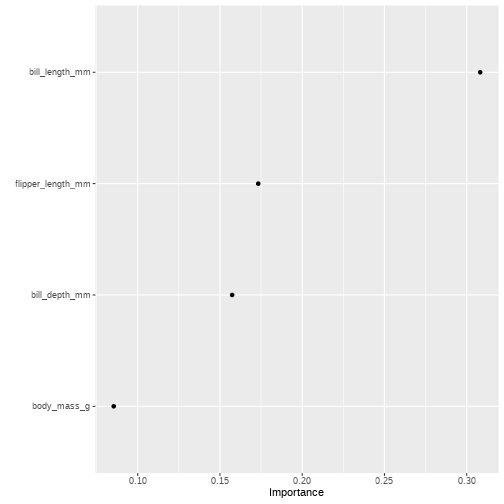 bill_length_mm
flipper_length_mm
bill_depth_mm
body_mass_g
0.10 0.15 0.20 0.25 0.30
Importance